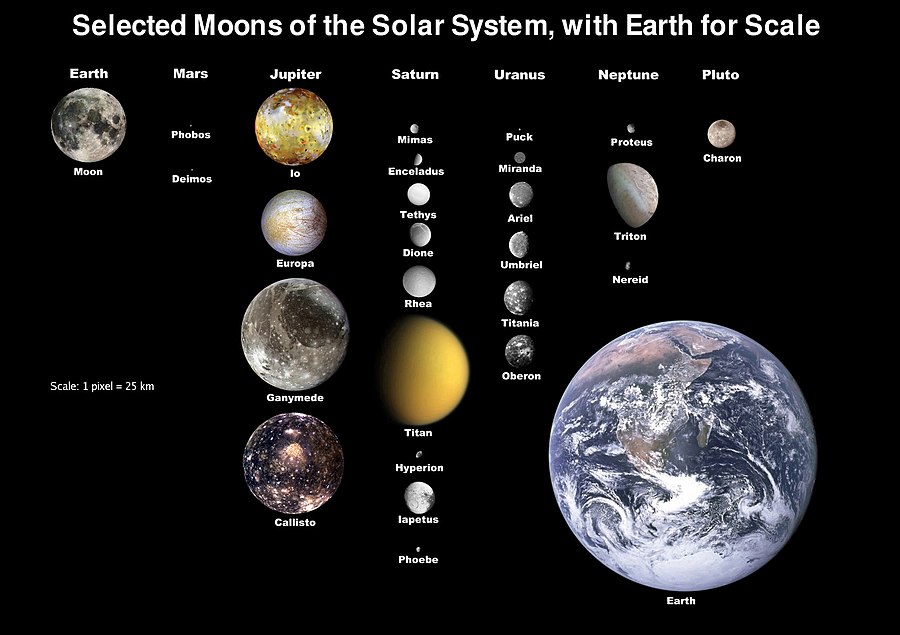 Selected Moons of the Solar System, with Earth for Scale
Earth
Mars
Jupiter
Saturn
Uranus
Neptune
Pluto
Moon
Phobos
Deimos
Io
Europa
Ganymede
Callisto
Mimas
Enceladus
Tethys
Dione
Rhea
Titan
Hyperion
Iapetus
Phoebe
Puck
Miranda
Ariel
Umbriel
Titania
Oberon
Proteus
Triton
Nereid
Charon
Scale: 1 pixel = 25 km
Earth